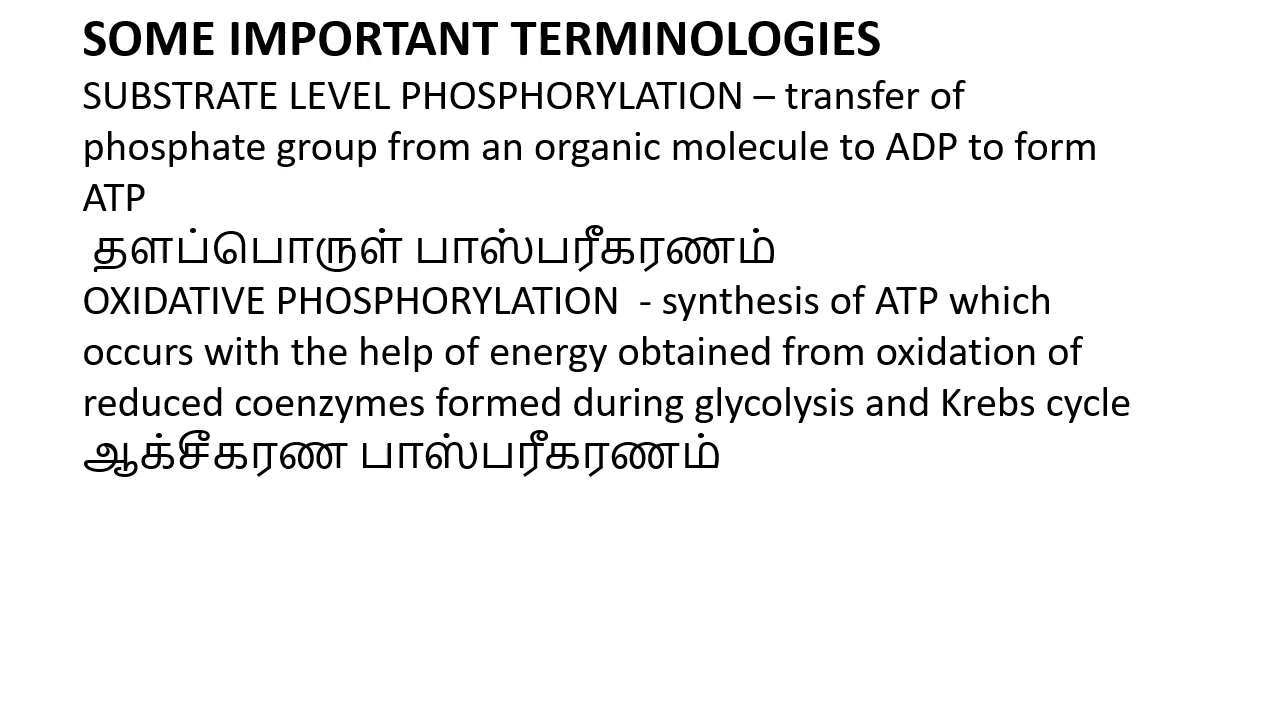 SOME IMPORTANT TERMINOLOGIES
SUBSTRATE LEVEL PHOSPHORYLATION – transfer of
phosphate group from an organic molecule to ADP to form
ATP
தளப்பொருள் பாஸ்பரீகரணம்
OXIDATIVE PHOSPHORYLATION  - synthesis of ATP which
occurs with the help of energy obtained from oxidation of
reduced coenzymes formed during glycolysis and Krebs cycle
ஆக்சீகரண பாஸ்பரீகரணம்